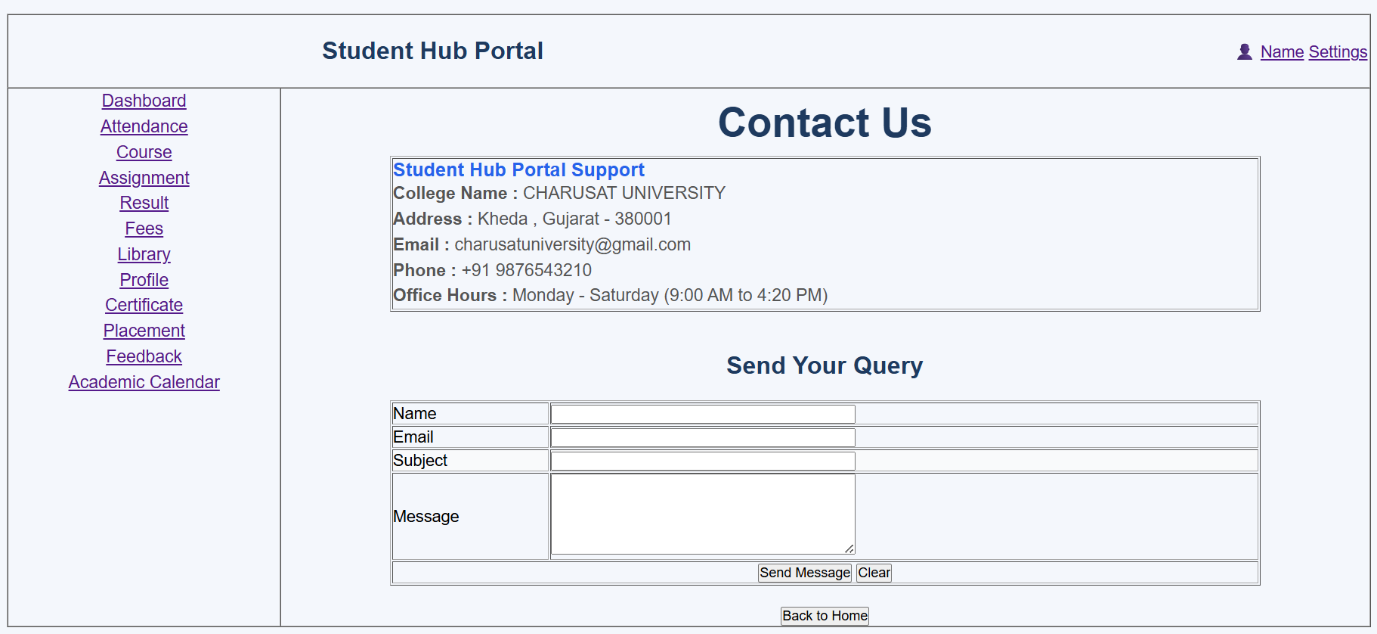 Student Hub Portal
Name Settings
Dashboard
Attendance
Course
Assignment
Result
Fees
Library
Profile
Certificate
Placement
Feedback
Academic Calendar
Contact Us
Student Hub Portal Support
College Name : CHARUSAT UNIVERSITY
Address : Kheda , Gujarat - 380001
Email : charusatuniversity@gmail.com
Phone : +91 9876543210
Office Hours : Monday - Saturday (9:00 AM to 4:20 PM)
Send Your Query
Name
Email
Subject
Message
Send Message Clear
Back to Home